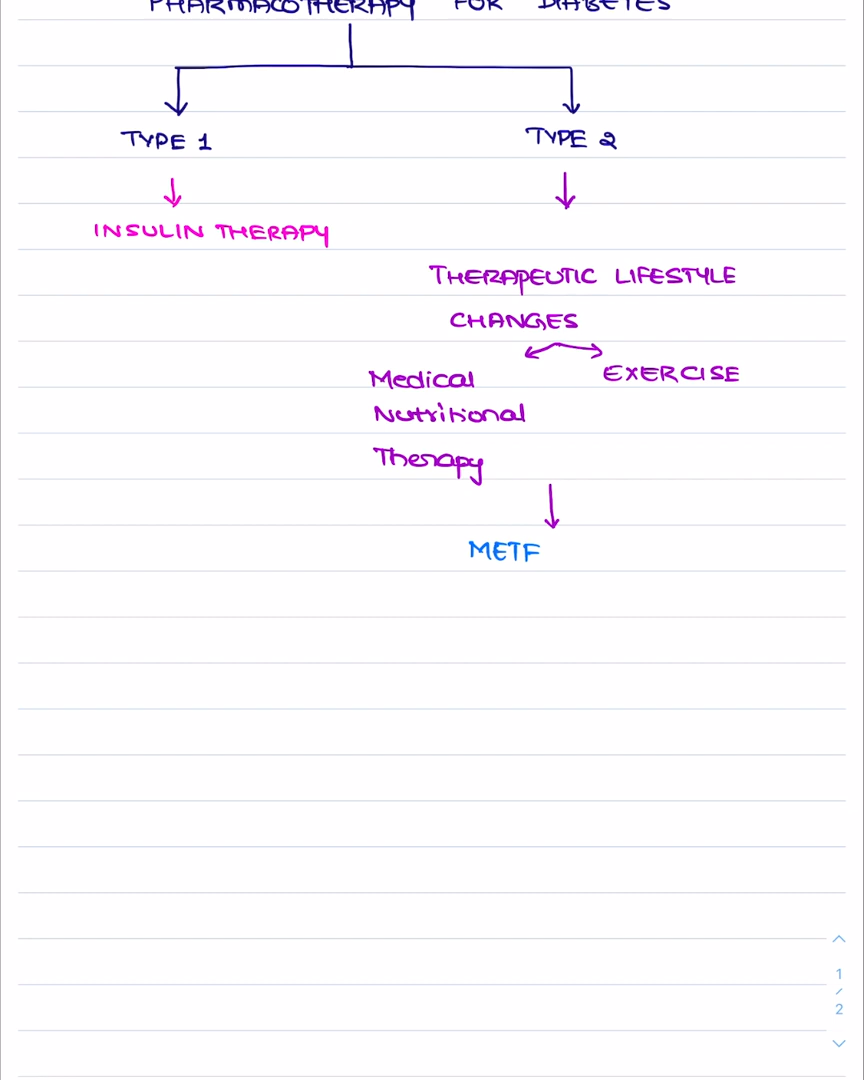 PHARMACOTHERAPY FOR DIABETES
TYPE 1
TYPE 2
INSULIN THERAPY
THERAPEUTIC LIFESTYLE
CHANGES
Medical
EXERCISE
Nutritional
Therapy
METF
1
/
2